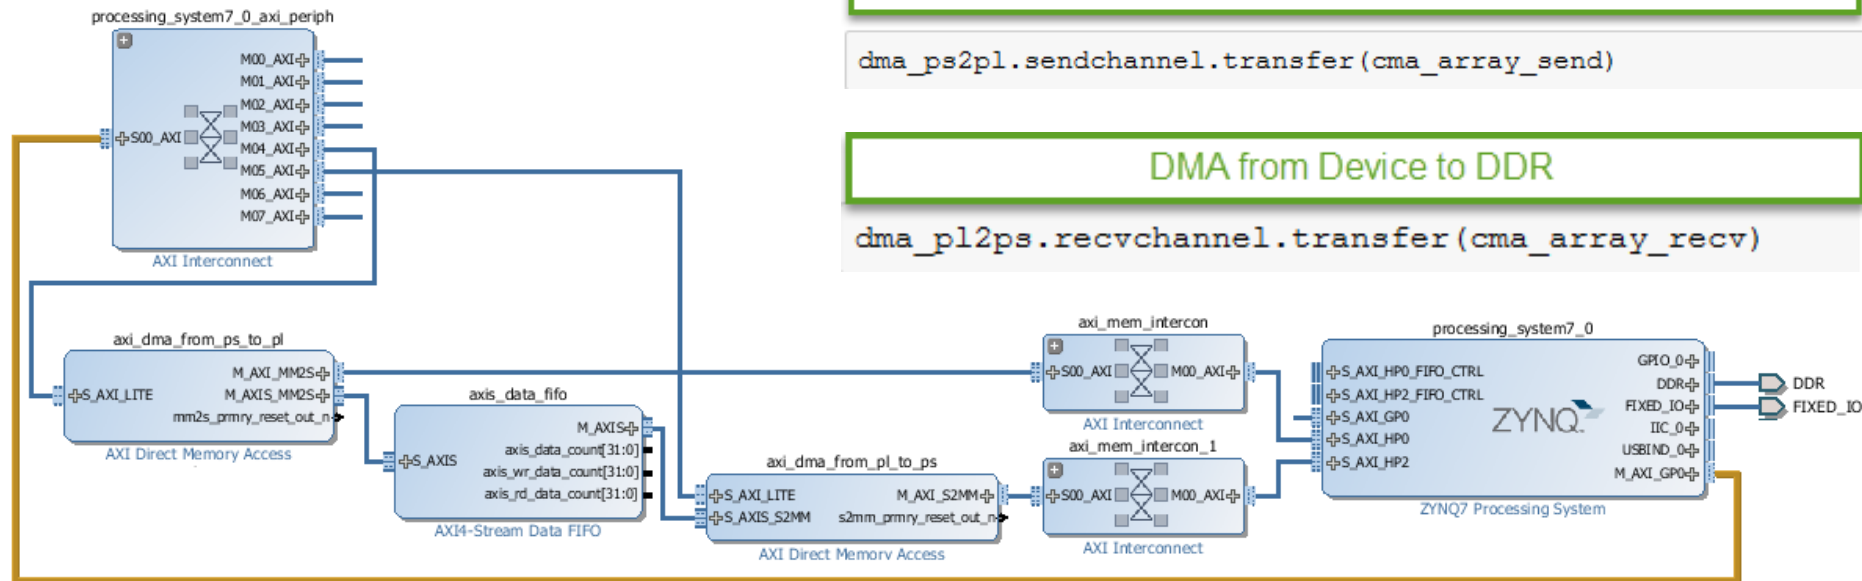 processing_system7_0_axi_periph
M00_AXI
M01_AXI
M02_AXI
M03_AXI
S00_AXI
M04_AXI
M05_AXI
M06_AXI
M07_AXI
AXI Interconnect
dma_ps2pl.sendchannel.transfer(cma_array_send)
DMA from Device to DDR
dma_pl2ps.recvchannel.transfer(cma_array_recv)
axi_dma_from_ps_to_pl
S_AXI_LITE
M_AXI_MM2S
M_AXIS_MM2S
mm2s_prmry_reset_out_n
AXI Direct Memory Access
axis_data_fifo
S_AXIS
M_AXIS
axis_data_count[31:0]
axis_wr_data_count[31:0]
axis_rd_data_count[31:0]
AXI4-Stream Data FIFO
axi_dma_from_pl_to_ps
S_AXI_LITE
S_AXIS_S2MM
M_AXI_S2MM
s2mm_prmry_reset_out_n
AXI Direct Memory Access
axi_mem_intercon
S00_AXI
M00_AXI
AXI Interconnect
axi_mem_intercon_1
S00_AXI
M00_AXI
AXI Interconnect
processing_system7_0
S_AXI_HP0_FIFO_CTRL
S_AXI_HP2_FIFO_CTRL
S_AXI_GP0
S_AXI_HP0
S_AXI_HP2
ZYNQ
GPIO_0
DDR
FIXED_IO
IIC_0
USBIND_0
M_AXI_GP0
ZYNQ7 Processing System
DDR
FIXED_IO